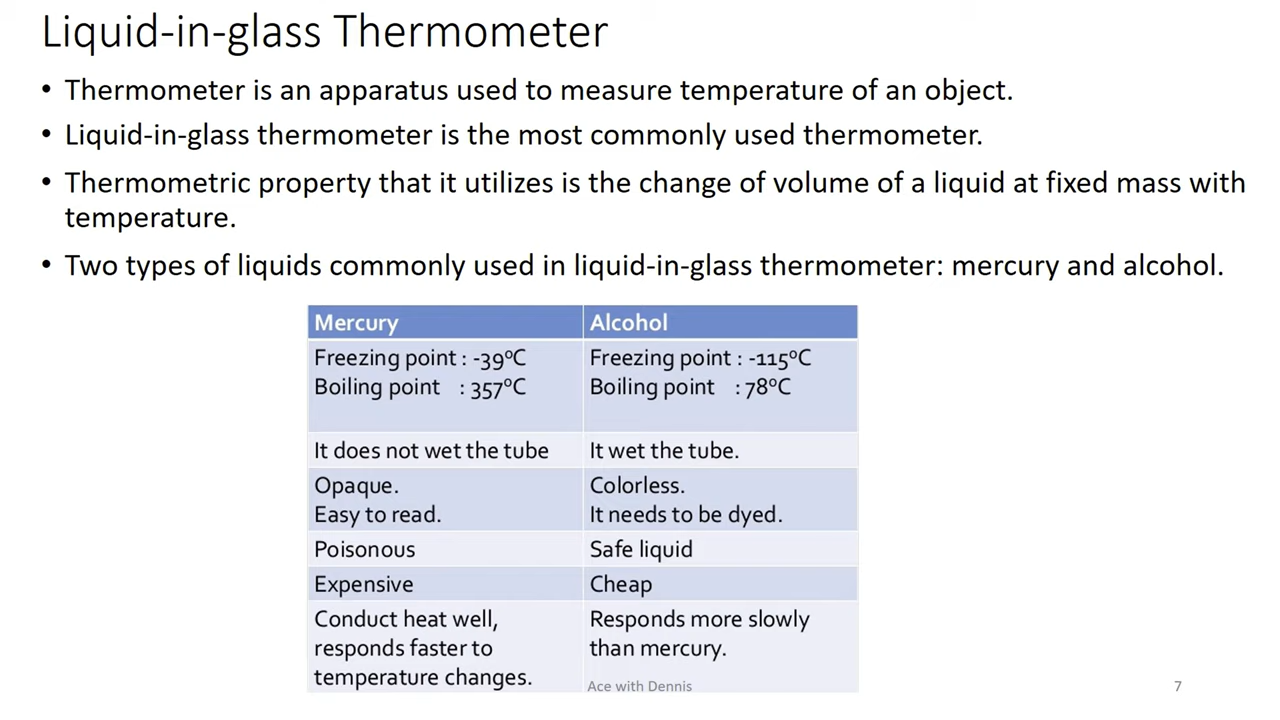 Liquid-in-glass Thermometer
• Thermometer is an apparatus used to measure temperature of an object.
• Liquid-in-glass thermometer is the most commonly used thermometer.
• Thermometric property that it utilizes is the change of volume of a liquid at fixed mass with
temperature.
• Two types of liquids commonly used in liquid-in-glass thermometer: mercury and alcohol.
Mercury Alcohol
Freezing point : -39⁰C Freezing point : -115⁰C
Boiling point : 357⁰C Boiling point : 78⁰C
It does not wet the tube It wet the tube.
Opaque. Colorless.
Easy to read. It needs to be dyed.
Poisonous Safe liquid
Expensive Cheap
Conduct heat well, Responds more slowly
responds faster to than mercury.
temperature changes.
Ace with Dennis 7